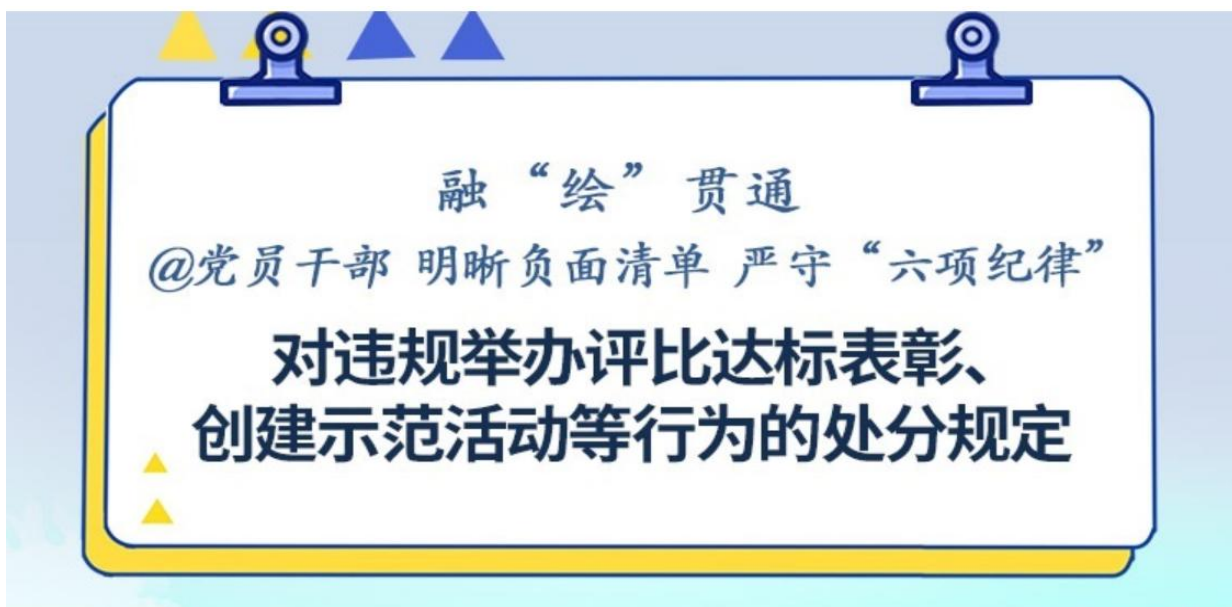 融“绘”贯通
@党员干部 明晰负面清单 严守“六项纪律”
对违规举办评比达标表彰、
创建示范活动等行为的处分规定